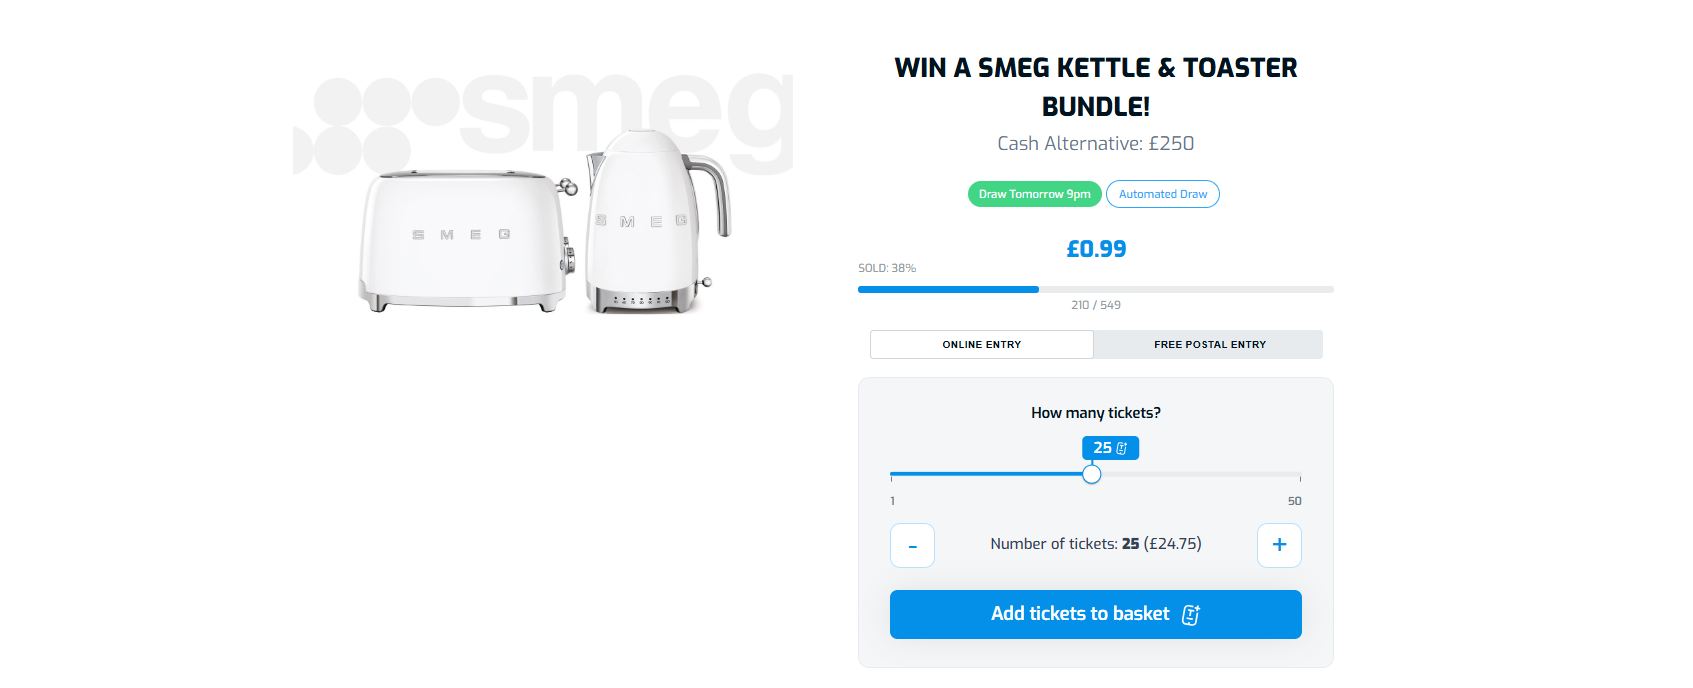 smeg
SMEG
SMEG
WIN A SMEG KETTLE & TOASTER
BUNDLE!
Cash Alternative: £250
Draw Tomorrow 9pm
Automated Draw
£0.99
SOLD: 38%
210 / 549
ONLINE ENTRY
FREE POSTAL ENTRY
How many tickets?
25
1
50
-
Number of tickets: 25 (£24.75)
+
Add tickets to basket